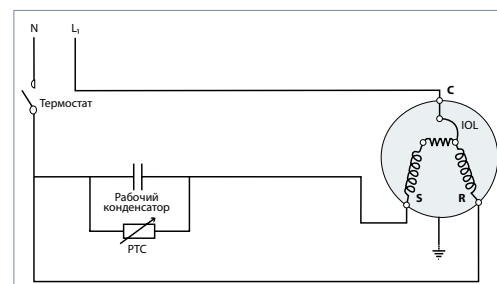 N
L₁
C
IOL
Термостат
Рабочий
конденсатор
S
R
PTC